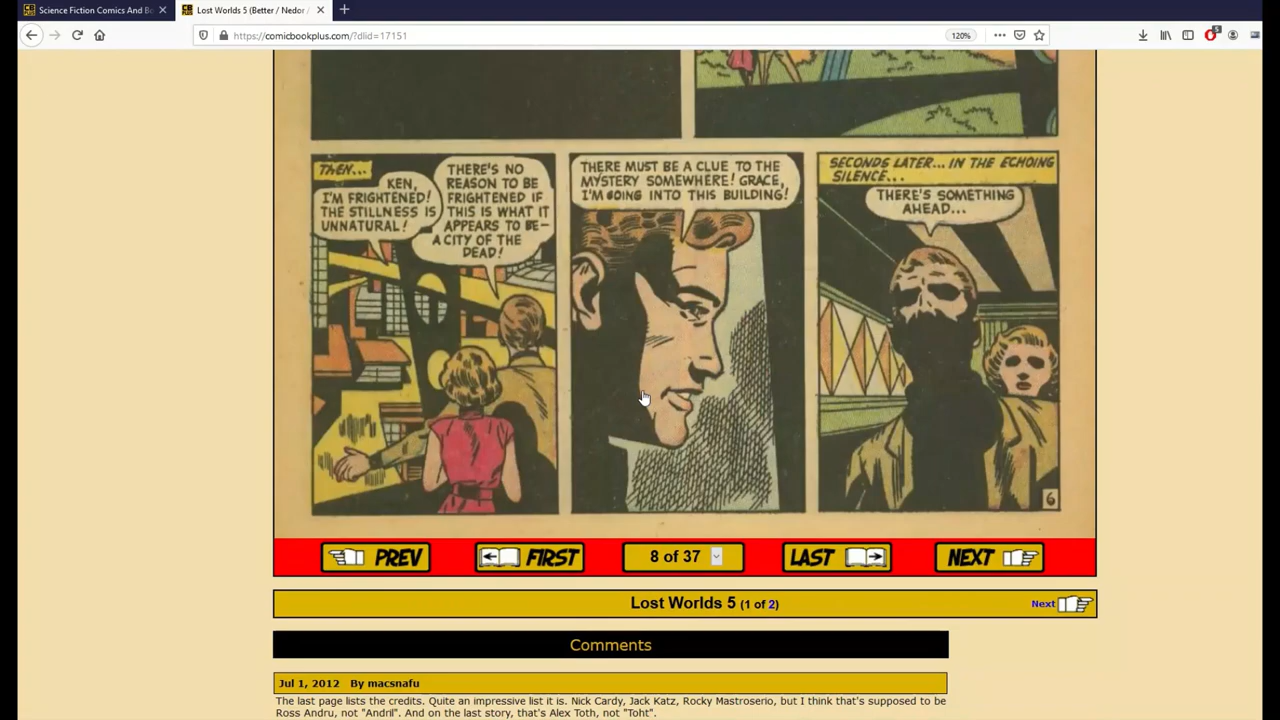 Science Fiction Comics And Bo
Lost Worlds 5 (Better / Nedor
https://comicbookplus.com/?dlid=17151
120%
THEN...
KEN,
I'M FRIGHTENED!
THE STILLNESS IS
UNNATURAL!
THERE'S NO
REASON TO BE
FRIGHTENED IF
THIS IS WHAT IT
APPEARS TO BE—
A CITY OF THE
DEAD!
THERE MUST BE A CLUE TO THE
MYSTERY SOMEWHERE! GRACE,
I'M GOING INTO THIS BUILDING!
SECONDS LATER... IN THE ECHOING
SILENCE...
THERE'S SOMETHING
AHEAD...
6
PREV
FIRST
8 of 37
LAST
NEXT
Lost Worlds 5 (1 of 2)
Next
Comments
Jul 1, 2012 By macsnafu
The last page lists the credits. Quite an impressive list it is. Nick Cardy, Jack Katz, Rocky Mastroserio, but I think that's supposed to be
Ross Andru, not "Andril". And on the last story, that's Alex Toth, not "Toht".